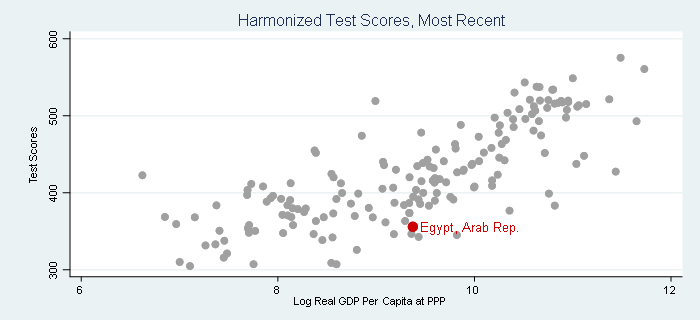 Harmonized Test Scores, Most Recent
600
500
400
300
Test Scores
Egypt, Arab Rep.
6
8
10
12
Log Real GDP Per Capita at PPP